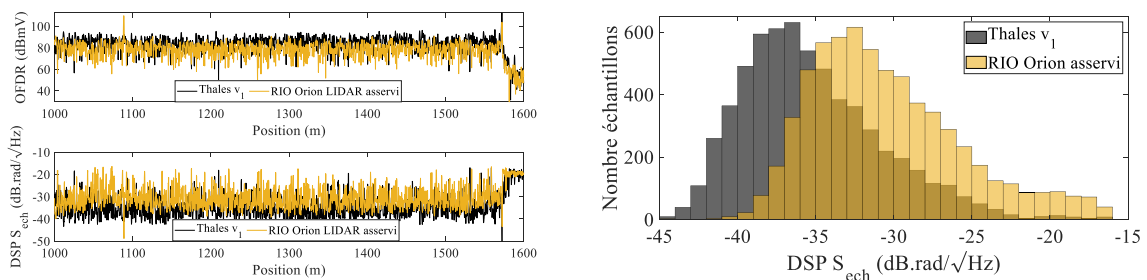 OFDR (dBmV)
100
80
60
40
Thales v1
RIO Orion LIDAR asservi
1000
1100
1200
1300
1400
1500
1600
Position (m)
DSP Sech (dB.rad/√Hz)
-10
-20
-30
-40
-50
Thales v1
RIO Orion LIDAR asservi
1000
1100
1200
1300
1400
1500
1600
Position (m)
Nombre échantillons
600
400
200
0
Thales v1
RIO Orion asservi
-45
-40
-35
-30
-25
-20
-15
DSP Sech (dB.rad/√Hz)